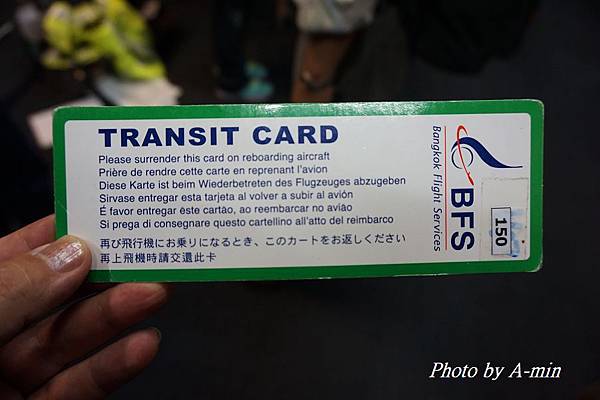 TRANSIT CARD
Please surrender this card on reboarding aircraft
Prière de rendre cette carte en reprenant l'avion
Diese Karte ist beim Wiederbetreten des Flugzeuges abzugeben
Sirvase entregar esta tarjeta al volver a subir al avión
É favor entregar êste cartão, ao reembarcar no avião
Si prega di consegnare questo cartellino all'atto del reimbarco
再び飛行機にお乗りになるとき、このカートをお返しください
再上飛機時請交還此卡
BFS
Bangkok Flight Services
150
Photo by A-min